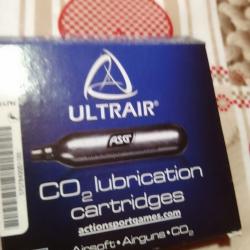 ULTRAIR®
ASG
CO2 lubrication
cartridges
actionsportgames.com
Airsoft • Airguns • CO2